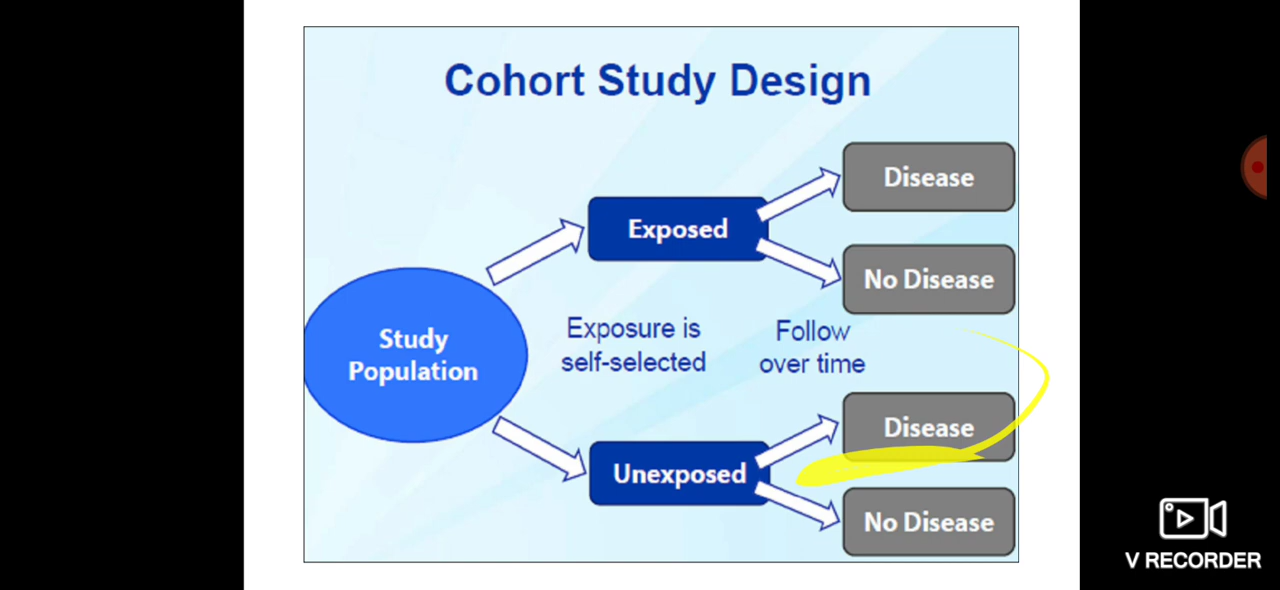 Cohort Study Design
Disease
Exposed
No Disease
Study
Population
Exposure is
self-selected
Follow
over time
Disease
Unexposed
No Disease
V RECORDER